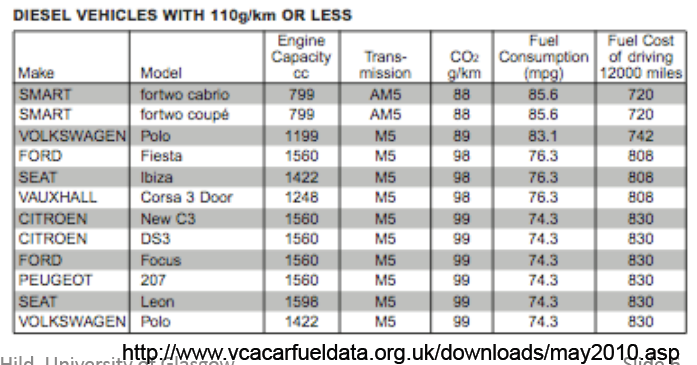 DIESEL VEHICLES WITH 110g/km OR LESS
Make Model Engine Capacity cc Trans- mission CO2 g/km Fuel Consumption (mpg) Fuel Cost of driving 12000 miles
SMART fortwo cabrio 799 AM5 88 85.6 720
SMART fortwo coupé 799 AM5 88 85.6 720
VOLKSWAGEN Polo 1199 M5 89 83.1 742
FORD Fiesta 1560 M5 98 76.3 808
SEAT Ibiza 1422 M5 98 76.3 808
VAUXHALL Corsa 3 Door 1248 M5 98 76.3 808
CITROEN New C3 1560 M5 99 74.3 830
CITROEN DS3 1560 M5 99 74.3 830
FORD Focus 1560 M5 99 74.3 830
PEUGEOT 207 1560 M5 99 74.3 830
SEAT Leon 1598 M5 99 74.3 830
VOLKSWAGEN Polo 1422 M5 99 74.3 830
http://www.vcacarfueldata.org.uk/downloads/may2010.asp
Hild, University of Glasgow